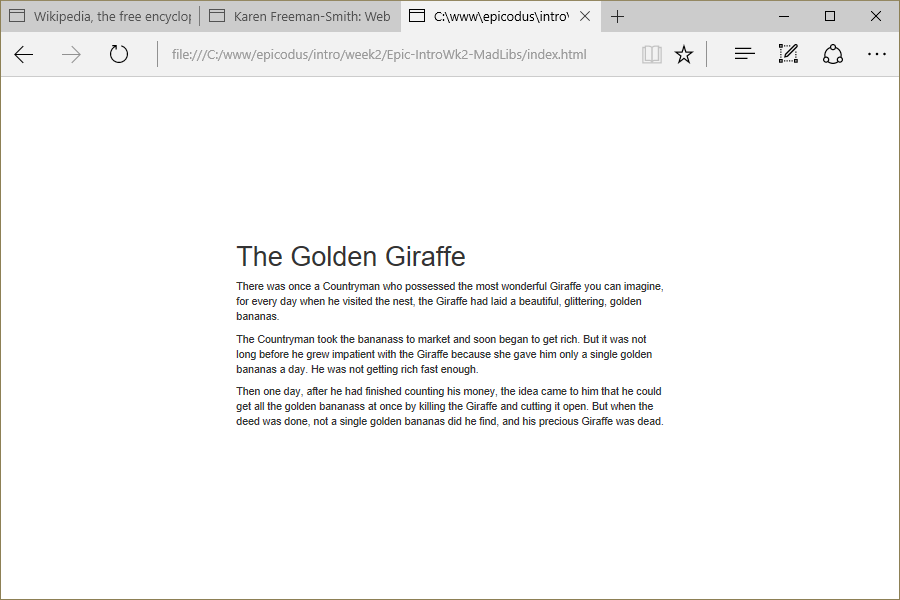 Wikipedia, the free encyclop
Karen Freeman-Smith: Web
C:\www\epicodus\intro\
file:///C:/www/epicodus/intro/week2/Epic-IntroWk2-MadLibs/index.html
The Golden Giraffe
There was once a Countryman who possessed the most wonderful Giraffe you can imagine,
for every day when he visited the nest, the Giraffe had laid a beautiful, glittering, golden
bananas.
The Countryman took the bananass to market and soon began to get rich. But it was not
long before he grew impatient with the Giraffe because she gave him only a single golden
bananas a day. He was not getting rich fast enough.
Then one day, after he had finished counting his money, the idea came to him that he could
get all the golden bananass at once by killing the Giraffe and cutting it open. But when the
deed was done, not a single golden bananas did he find, and his precious Giraffe was dead.